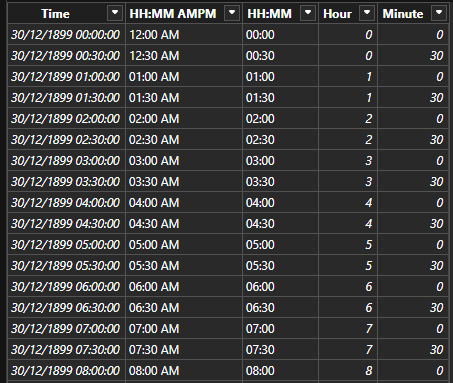 Time HH:MM AMPM HH:MM Hour Minute
30/12/1899 00:00:00 12:00 AM 00:00 0 0
30/12/1899 00:30:00 12:30 AM 00:30 0 30
30/12/1899 01:00:00 01:00 AM 01:00 1 0
30/12/1899 01:30:00 01:30 AM 01:30 1 30
30/12/1899 02:00:00 02:00 AM 02:00 2 0
30/12/1899 02:30:00 02:30 AM 02:30 2 30
30/12/1899 03:00:00 03:00 AM 03:00 3 0
30/12/1899 03:30:00 03:30 AM 03:30 3 30
30/12/1899 04:00:00 04:00 AM 04:00 4 0
30/12/1899 04:30:00 04:30 AM 04:30 4 30
30/12/1899 05:00:00 05:00 AM 05:00 5 0
30/12/1899 05:30:00 05:30 AM 05:30 5 30
30/12/1899 06:00:00 06:00 AM 06:00 6 0
30/12/1899 06:30:00 06:30 AM 06:30 6 30
30/12/1899 07:00:00 07:00 AM 07:00 7 0
30/12/1899 07:30:00 07:30 AM 07:30 7 30
30/12/1899 08:00:00 08:00 AM 08:00 8 0